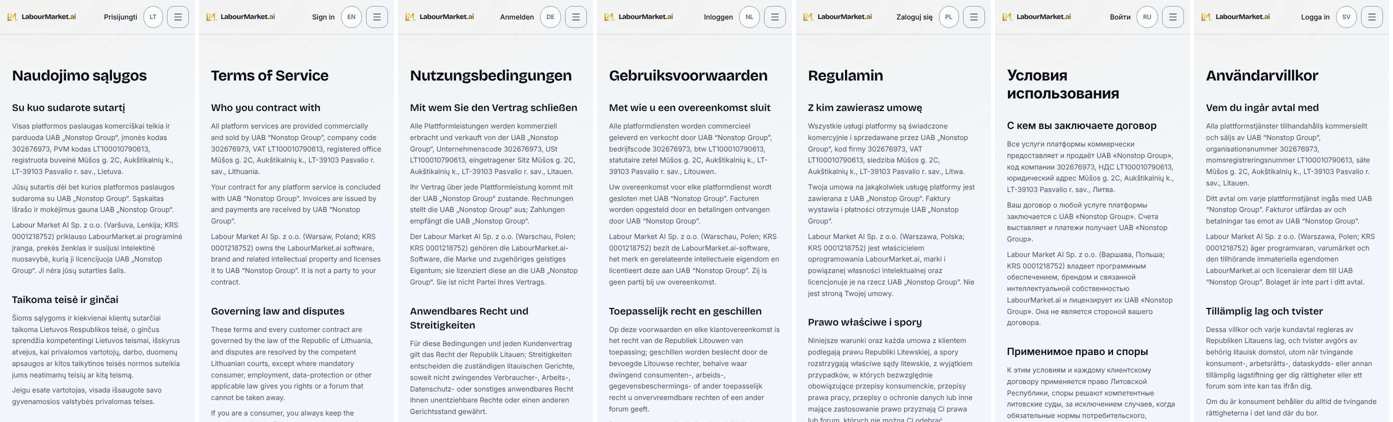 LabourMarket.ai
Prisijungti
LT
Naudojimo sąlygos
Su kuo sudarote sutartį
Visas platformos paslaugas komerciškai teikia ir
parduoda UAB „Nonstop Group“, įmonės kodas
302676973, PVM kodas LT100010790613,
registruota buveinė Mūšos g. 2C, Aukštikalnių k.,
LT-39103 Pasvalio r. sav., Lietuva.
Jūsų sutartis dėl bet kurios platformos paslaugos
sudaroma su UAB „Nonstop Group“. Sąskaitas
išrašo ir mokėjimus gauna UAB „Nonstop Group“.
Labour Market AI Sp. z o.o. (Varšuva, Lenkija; KRS
0001218752) priklauso LabourMarket.ai programinė
įranga, prekės ženklas ir susijusi intelektinė
nuosavybė, kurią ji licencijuoja UAB „Nonstop
Group“. Ji nėra jūsų sutarties šalis.
Taikoma teisė ir ginčai
Šioms sąlygoms ir kiekvienai klientų sutarčiai
taikoma Lietuvos Respublikos teisė, o ginčus
sprendžia kompetentingi Lietuvos teismai, išskyrus
atvejus, kai privalomos vartotojų, darbo, duomenų
apsaugos ar kitos taikytinos teisės normos suteikia
jums neatimamų teisių ar kitą teismą.
Jeigu esate vartotojas, visada išsaugote savo
gyvenamosios valstybės privalomas teises.
LabourMarket.ai
Sign in
EN
Terms of Service
Who you contract with
All platform services are provided commercially
and sold by UAB “Nonstop Group”, company code
302676973, VAT LT100010790613, registered office
Mūšos g. 2C, Aukštikalnių k., LT-39103 Pasvalio r.
sav., Lithuania.
Your contract for any platform service is concluded
with UAB “Nonstop Group”. Invoices are issued by
and payments are received by UAB “Nonstop
Group”.
Labour Market AI Sp. z o.o. (Warsaw, Poland; KRS
0001218752) owns the LabourMarket.ai software,
brand and related intellectual property and licenses
it to UAB “Nonstop Group”. It is not a party to your
contract.
Governing law and disputes
These terms and every customer contract are
governed by the law of the Republic of Lithuania,
and disputes are resolved by the competent
Lithuanian courts, except where mandatory
consumer, employment, data-protection or other
applicable law gives you rights or a forum that
cannot be taken away.
If you are a consumer, you always keep the
LabourMarket.ai
Anmelden
DE
Nutzungsbedingungen
Mit wem Sie den Vertrag schließen
Alle Plattformleistungen werden kommerziell
erbracht und verkauft von der UAB „Nonstop
Group“, Unternehmenscode 302676973, USt
LT100010790613, eingetragener Sitz Mūšos g. 2C,
Aukštikalnių k., LT-39103 Pasvalio r. sav., Litauen.
Ihr Vertrag über jede Plattformleistung kommt mit
der UAB „Nonstop Group“ zustande. Rechnungen
stellt die UAB „Nonstop Group“ aus; Zahlungen
empfängt die UAB „Nonstop Group“.
Der Labour Market AI Sp. z o.o. (Warschau, Polen;
KRS 0001218752) gehören die LabourMarket.ai-
Software, die Marke und zugehöriges geistiges
Eigentum; sie lizenziert diese an die UAB „Nonstop
Group“. Sie ist nicht Partei Ihres Vertrags.
Anwendbares Recht und
Streitigkeiten
Für diese Bedingungen und jeden Kundenvertrag
gilt das Recht der Republik Litauen; Streitigkeiten
entscheiden die zuständigen litauischen Gerichte,
soweit nicht zwingendes Verbraucher-, Arbeits-,
Datenschutz- oder sonstiges anwendbares Recht
Ihnen unentziehbare Rechte oder einen anderen
Gerichtsstand gewährt.
LabourMarket.ai
Inloggen
NL
Gebruiksvoorwaarden
Met wie u een overeenkomst sluit
Alle platformdiensten worden commercieel
geleverd en verkocht door UAB “Nonstop Group”,
bedrijfscode 302676973, btw LT100010790613,
statutaire zetel Mūšos g. 2C, Aukštikalnių k., LT-
39103 Pasvalio r. sav., Litouwen.
Uw overeenkomst voor elke platformdienst wordt
gesloten met UAB “Nonstop Group”. Facturen
worden opgesteld door en betalingen ontvangen
door UAB “Nonstop Group”.
Labour Market AI Sp. z o.o. (Warschau, Polen; KRS
0001218752) bezit de LabourMarket.ai-software,
het merk en gerelateerde intellectuele eigendom en
licentieert deze aan UAB “Nonstop Group”. Zij is
geen partij bij uw overeenkomst.
Toepasselijk recht en geschillen
Op deze voorwaarden en elke klantovereenkomst is
het recht van de Republiek Litouwen van
toepassing; geschillen worden beslecht door de
bevoegde Litouwse rechter, behalve waar
dwingend consumenten-, arbeids-,
gegevensbeschermings- of ander toepasselijk
recht u onvervreemdbare rechten of een ander
forum geeft.
LabourMarket.ai
Zaloguj się
PL
Regulamin
Z kim zawierasz umowę
Wszystkie usługi platformy są świadczone
komercyjnie i sprzedawane przez UAB „Nonstop
Group“, kod firmy 302676973, VAT
LT100010790613, siedziba Mūšos g. 2C,
Aukštikalnių k., LT-39103 Pasvalio r. sav., Litwa.
Twoja umowa na jakąkolwiek usługę platformy jest
zawierana z UAB „Nonstop Group“. Faktury
wystawia i płatności otrzymuje UAB „Nonstop
Group“.
Labour Market AI Sp. z o.o. (Warszawa, Polska;
KRS 0001218752) jest właścicielem
oprogramowania LabourMarket.ai, marki i
powiązanej własności intelektualnej oraz
licencjonuje je na rzecz UAB „Nonstop Group“. Nie
jest stroną Twojej umowy.
Prawo właściwe i spory
Niniejsze warunki oraz każda umowa z klientem
podlegają prawu Republiki Litewskiej, a spory
rozstrzygają właściwe sądy litewskie, z wyjątkiem
przypadków, w których bezwzględnie
obowiązujące przepisy konsumenckie, przepisy
prawa pracy, przepisy o ochronie danych lub inne
mające zastosowanie prawo przyznają Ci prawa
lub forum, których nie można Ci odebrać.
LabourMarket.ai
Войти
RU
Условия
использования
С кем вы заключаете договор
Все услуги платформы коммерчески
предоставляет и продаёт UAB «Nonstop Group»,
код компании 302676973, НДС LT100010790613,
юридический адрес Mūšos g. 2C, Aukštikalnių k.,
LT-39103 Pasvalio r. sav., Литва.
Ваш договор о любой услуге платформы
заключается с UAB «Nonstop Group». Счета
выставляет и платежи получает UAB «Nonstop
Group».
Labour Market AI Sp. z o.o. (Варшава, Польша;
KRS 0001218752) владеет программным
обеспечением, брендом и связанной
интеллектуальной собственностью
LabourMarket.ai и лицензирует их UAB «Nonstop
Group». Она не является стороной вашего
договора.
Применимое право и споры
К этим условиям и каждому клиентскому
договору применяется право Литовской
Республики, споры решают компетентные
литовские суды, за исключением случаев, когда
обязательные нормы потребительского,
LabourMarket.ai
Logga in
SV
Användarvillkor
Vem du ingår avtal med
Alla plattformstjänster tillhandahålls kommersiellt
och säljs av UAB “Nonstop Group”,
organisationsnummer 302676973,
momsregistreringsnummer LT100010790613, säte
Mūšos g. 2C, Aukštikalnių k., LT-39103 Pasvalio r.
sav., Litauen.
Ditt avtal om varje plattformstjänst ingås med UAB
“Nonstop Group”. Fakturor utfärdas av och
betalningar tas emot av UAB “Nonstop Group”.
Labour Market AI Sp. z o.o. (Warszawa, Polen; KRS
0001218752) äger programvaran, varumärket och
den tillhörande immateriella egendomen
LabourMarket.ai och licensierar dem till UAB
“Nonstop Group”. Bolaget är inte part i ditt avtal.
Tillämplig lag och tvister
Dessa villkor och varje kundavtal regleras av
Republiken Litauens lag, och tvister avgörs av
behörig litauisk domstol, utom när tvingande
konsument-, arbetsrätts-, dataskydds- eller annan
tillämplig lagstiftning ger dig rättigheter eller ett
forum som inte kan tas ifrån dig.
Om du är konsument behåller du alltid de tvingande
rättigheterna i det land där du bor.